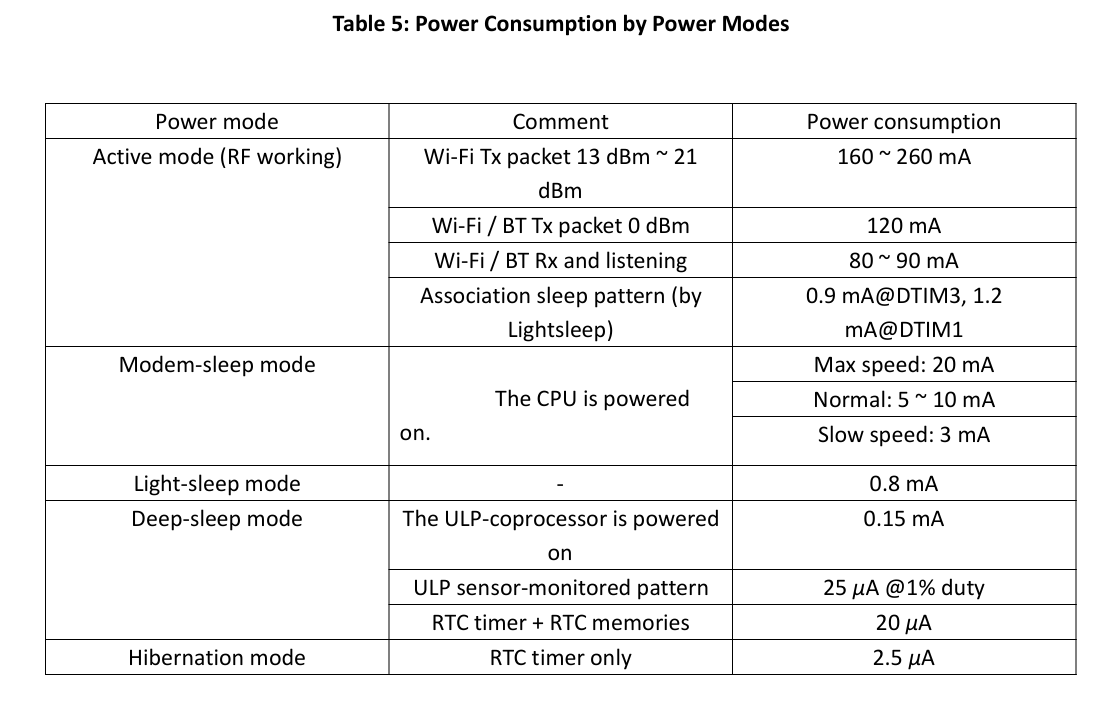 Table 5: Power Consumption by Power Modes
Power mode Comment Power consumption
Active mode (RF working) Wi-Fi Tx packet 13 dBm ~ 21 160 ~ 260 mA
dBm
Wi-Fi / BT Tx packet 0 dBm 120 mA
Wi-Fi / BT Rx and listening 80 ~ 90 mA
Association sleep pattern (by 0.9 mA@DTIM3, 1.2
Lightsleep) mA@DTIM1
Modem-sleep mode Max speed: 20 mA
The CPU is powered Normal: 5 ~ 10 mA
on. Slow speed: 3 mA
Light-sleep mode - 0.8 mA
Deep-sleep mode The ULP-coprocessor is powered 0.15 mA
on
ULP sensor-monitored pattern 25 µA @1% duty
RTC timer + RTC memories 20 µA
Hibernation mode RTC timer only 2.5 µA